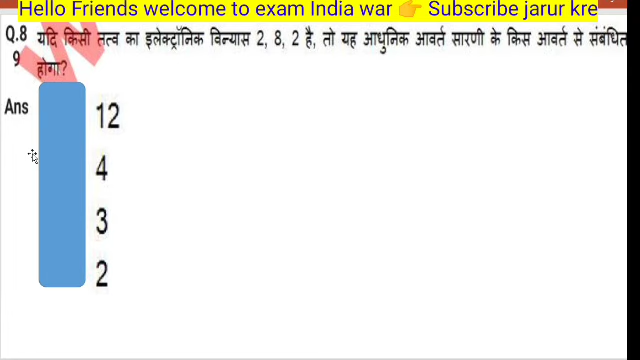 Hello Friends welcome to exam India war 👉 Subscribe jarur kre
Q.8 यदि किसी तत्व का इलेक्ट्रॉनिक विन्यास 2, 8, 2 है, तो यह आधुनिक आवर्त सारणी के किस आवर्त से संबंधित
9 होगा?
Ans 12
4
3
2